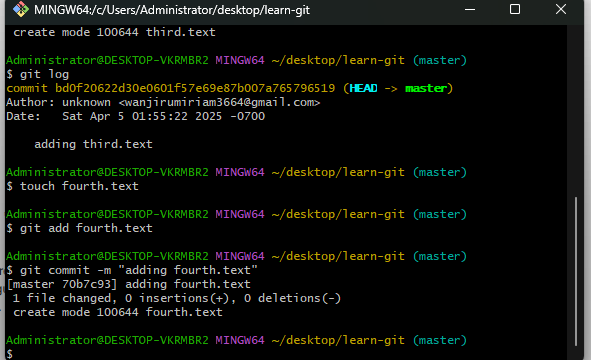 MINGW64:/c/Users/Administrator/desktop/learn-git
create mode 100644 third.text
Administrator@DESKTOP-VKRMBR2 MINGW64 ~/desktop/learn-git (master)
$ git log
commit bd0f20622d30e0601f57e69e87b007a765796519 (HEAD -> master)
Author: unknown <wanjirumiriam3664@gmail.com>
Date:   Sat Apr 5 01:55:22 2025 -0700
adding third.text
Administrator@DESKTOP-VKRMBR2 MINGW64 ~/desktop/learn-git (master)
$ touch fourth.text
Administrator@DESKTOP-VKRMBR2 MINGW64 ~/desktop/learn-git (master)
$ git add fourth.text
Administrator@DESKTOP-VKRMBR2 MINGW64 ~/desktop/learn-git (master)
$ git commit -m "adding fourth.text"
[master 70b7c93] adding fourth.text
1 file changed, 0 insertions(+), 0 deletions(-)
create mode 100644 fourth.text
Administrator@DESKTOP-VKRMBR2 MINGW64 ~/desktop/learn-git (master)
$